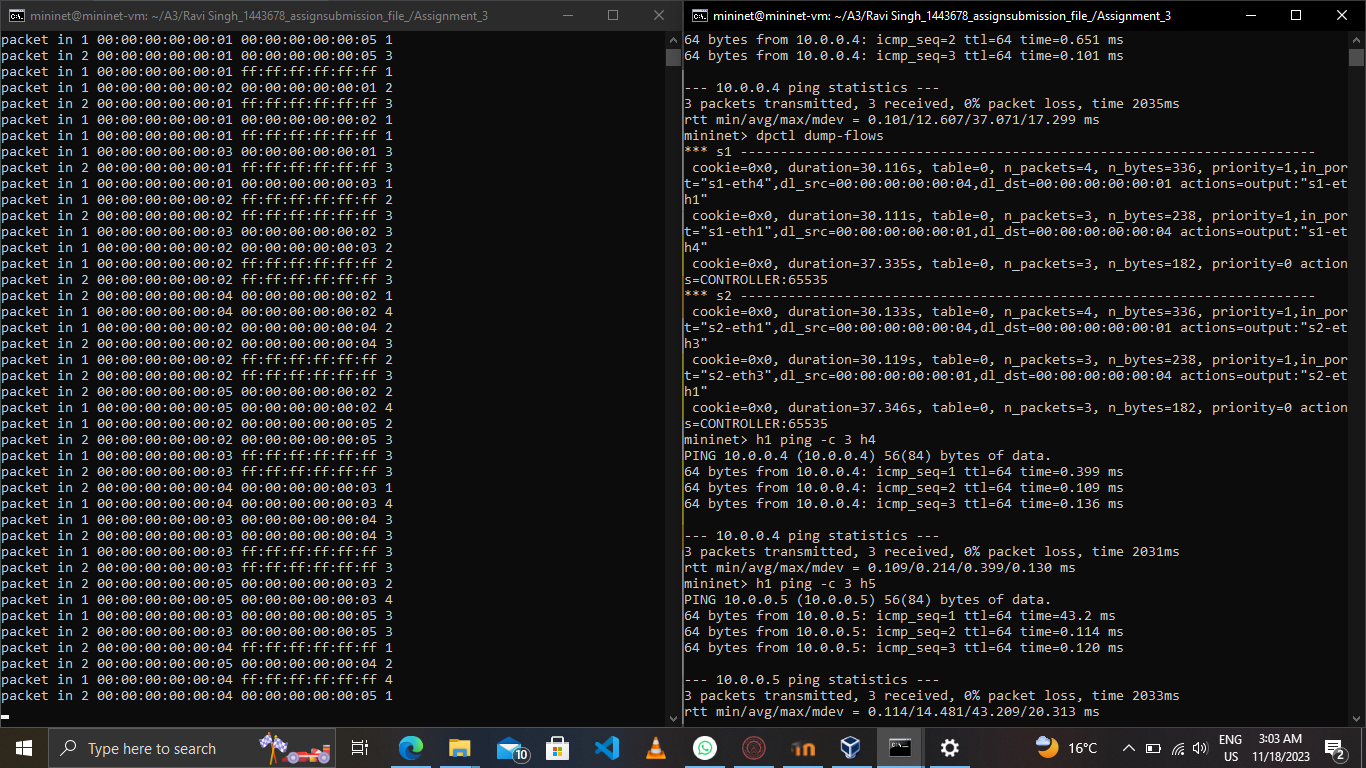 mininet@mininet-vm: ~/A3/Ravi Singh_1443678_assignsubmission_file_/Assignment_3
packet in 1 00:00:00:00:00:01 00:00:00:00:00:05 1
packet in 2 00:00:00:00:00:01 00:00:00:00:00:05 3
packet in 1 00:00:00:00:00:01 ff:ff:ff:ff:ff:ff 1
packet in 1 00:00:00:00:00:02 00:00:00:00:00:01 2
packet in 2 00:00:00:00:00:01 ff:ff:ff:ff:ff:ff 3
packet in 1 00:00:00:00:00:01 00:00:00:00:00:02 1
packet in 1 00:00:00:00:00:01 ff:ff:ff:ff:ff:ff 1
packet in 1 00:00:00:00:00:03 00:00:00:00:00:01 3
packet in 2 00:00:00:00:00:01 ff:ff:ff:ff:ff:ff 3
packet in 1 00:00:00:00:00:01 00:00:00:00:00:03 1
packet in 1 00:00:00:00:00:02 ff:ff:ff:ff:ff:ff 2
packet in 2 00:00:00:00:00:02 ff:ff:ff:ff:ff:ff 3
packet in 1 00:00:00:00:00:03 00:00:00:00:00:02 3
packet in 1 00:00:00:00:00:02 00:00:00:00:00:03 2
packet in 1 00:00:00:00:00:02 ff:ff:ff:ff:ff:ff 2
packet in 2 00:00:00:00:00:02 ff:ff:ff:ff:ff:ff 3
packet in 2 00:00:00:00:00:04 00:00:00:00:00:02 1
packet in 1 00:00:00:00:00:04 00:00:00:00:00:02 4
packet in 1 00:00:00:00:00:02 00:00:00:00:00:04 2
packet in 2 00:00:00:00:00:02 00:00:00:00:00:04 3
packet in 1 00:00:00:00:00:02 ff:ff:ff:ff:ff:ff 2
packet in 2 00:00:00:00:00:02 ff:ff:ff:ff:ff:ff 3
packet in 2 00:00:00:00:00:05 00:00:00:00:00:02 2
packet in 1 00:00:00:00:00:05 00:00:00:00:00:02 4
packet in 1 00:00:00:00:00:02 00:00:00:00:00:05 2
packet in 2 00:00:00:00:00:02 00:00:00:00:00:05 3
packet in 1 00:00:00:00:00:03 ff:ff:ff:ff:ff:ff 3
packet in 2 00:00:00:00:00:03 ff:ff:ff:ff:ff:ff 3
packet in 2 00:00:00:00:00:04 00:00:00:00:00:03 1
packet in 1 00:00:00:00:00:04 00:00:00:00:00:03 4
packet in 1 00:00:00:00:00:03 00:00:00:00:00:04 3
packet in 2 00:00:00:00:00:03 00:00:00:00:00:04 3
packet in 1 00:00:00:00:00:03 ff:ff:ff:ff:ff:ff 3
packet in 2 00:00:00:00:00:03 ff:ff:ff:ff:ff:ff 3
packet in 2 00:00:00:00:00:05 00:00:00:00:00:03 2
packet in 1 00:00:00:00:00:05 00:00:00:00:00:03 4
packet in 1 00:00:00:00:00:03 00:00:00:00:00:05 3
packet in 2 00:00:00:00:00:03 00:00:00:00:00:05 3
packet in 2 00:00:00:00:00:04 ff:ff:ff:ff:ff:ff 1
packet in 2 00:00:00:00:00:05 00:00:00:00:00:04 2
packet in 1 00:00:00:00:00:04 ff:ff:ff:ff:ff:ff 4
packet in 2 00:00:00:00:00:04 00:00:00:00:00:05 1
mininet@mininet-vm: ~/A3/Ravi Singh_1443678_assignsubmission_file_/Assignment_3
64 bytes from 10.0.0.4: icmp_seq=2 ttl=64 time=0.651 ms
64 bytes from 10.0.0.4: icmp_seq=3 ttl=64 time=0.101 ms
--- 10.0.0.4 ping statistics ---
3 packets transmitted, 3 received, 0% packet loss, time 2035ms
rtt min/avg/max/mdev = 0.101/12.607/37.071/17.299 ms
mininet> dpctl dump-flows
*** s1 ------------------------------------------------------------------------
cookie=0x0, duration=30.116s, table=0, n_packets=4, n_bytes=336, priority=1,in_por
t="s1-eth4",dl_src=00:00:00:00:00:04,dl_dst=00:00:00:00:00:01 actions=output:"s1-et
h1"
cookie=0x0, duration=30.111s, table=0, n_packets=3, n_bytes=238, priority=1,in_por
t="s1-eth1",dl_src=00:00:00:00:00:01,dl_dst=00:00:00:00:00:04 actions=output:"s1-et
h4"
cookie=0x0, duration=37.335s, table=0, n_packets=3, n_bytes=182, priority=0 action
s=CONTROLLER:65535
*** s2 ------------------------------------------------------------------------
cookie=0x0, duration=30.133s, table=0, n_packets=4, n_bytes=336, priority=1,in_por
t="s2-eth1",dl_src=00:00:00:00:00:04,dl_dst=00:00:00:00:00:01 actions=output:"s2-et
h3"
cookie=0x0, duration=30.119s, table=0, n_packets=3, n_bytes=238, priority=1,in_por
t="s2-eth3",dl_src=00:00:00:00:00:01,dl_dst=00:00:00:00:00:04 actions=output:"s2-et
h1"
cookie=0x0, duration=37.346s, table=0, n_packets=3, n_bytes=182, priority=0 action
s=CONTROLLER:65535
mininet> h1 ping -c 3 h4
PING 10.0.0.4 (10.0.0.4) 56(84) bytes of data.
64 bytes from 10.0.0.4: icmp_seq=1 ttl=64 time=0.399 ms
64 bytes from 10.0.0.4: icmp_seq=2 ttl=64 time=0.109 ms
64 bytes from 10.0.0.4: icmp_seq=3 ttl=64 time=0.136 ms
--- 10.0.0.4 ping statistics ---
3 packets transmitted, 3 received, 0% packet loss, time 2031ms
rtt min/avg/max/mdev = 0.109/0.214/0.399/0.130 ms
mininet> h1 ping -c 3 h5
PING 10.0.0.5 (10.0.0.5) 56(84) bytes of data.
64 bytes from 10.0.0.5: icmp_seq=1 ttl=64 time=43.2 ms
64 bytes from 10.0.0.5: icmp_seq=2 ttl=64 time=0.114 ms
64 bytes from 10.0.0.5: icmp_seq=3 ttl=64 time=0.120 ms
--- 10.0.0.5 ping statistics ---
3 packets transmitted, 3 received, 0% packet loss, time 2033ms
rtt min/avg/max/mdev = 0.114/14.481/43.209/20.313 ms
Type here to search
10
16°C
ENG
US
3:03 AM
11/18/2023
2